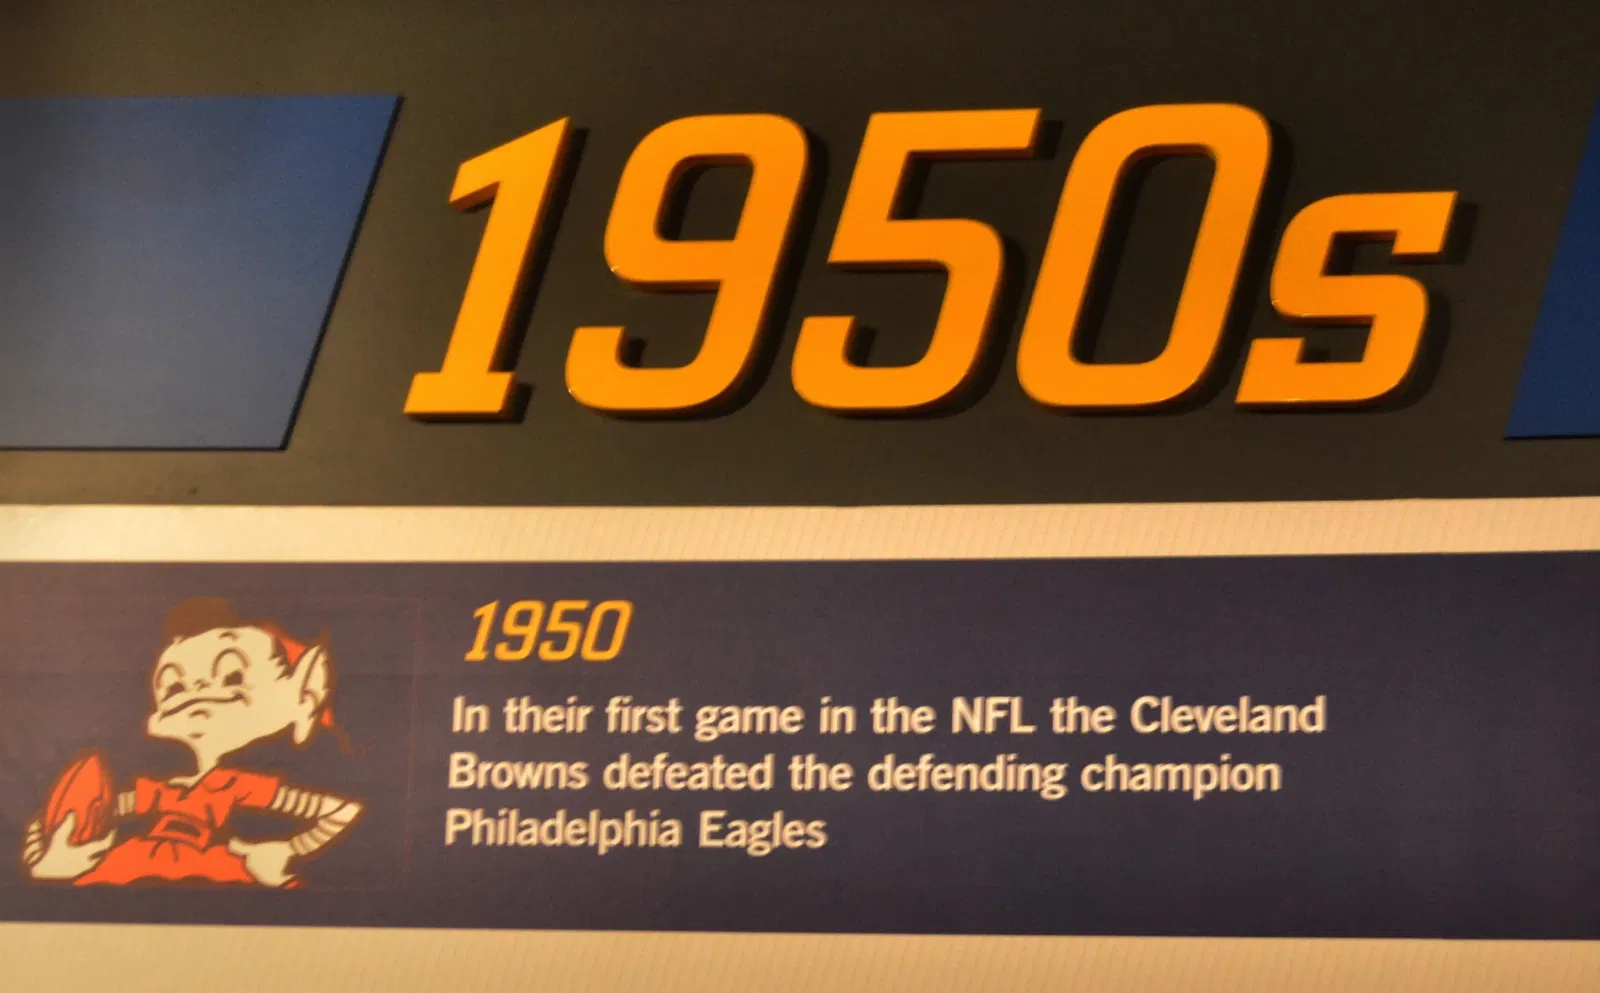 1950s
1950
In their first game in the NFL the Cleveland
Browns defeated the defending champion
Philadelphia Eagles